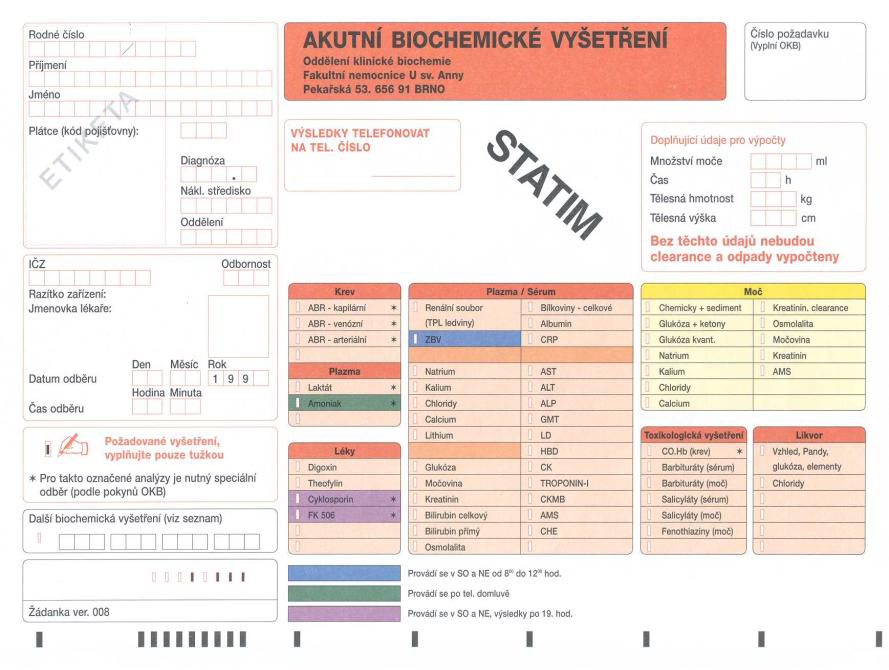 Rodné číslo
Příjmení
Jméno
Plátce (kód pojišťovny):
ETIKETA
Diagnóza
Nákl. středisko
Oddělení
AKUTNÍ BIOCHEMICKÉ VYŠETŘENÍ
Oddělení klinické biochemie
Fakultní nemocnice U sv. Anny
Pekařská 53. 656 91 BRNO
Číslo požadavku
(Vyplní OKB)
VÝSLEDKY TELEFONOVAT
NA TEL. ČÍSLO
STATIM
Doplňující údaje pro výpočty
Množství moče ml
Čas h
Tělesná hmotnost kg
Tělesná výška cm
Bez těchto údajů nebudou
clearance a odpady vypočteny
IČZ Odbornost
Razítko zařízení:
Jmenovka lékaře:
Den Měsíc Rok
Datum odběru 1 9 9
Hodina Minuta
Čas odběru
Požadované vyšetření,
vyplňujte pouze tužkou
✶ Pro takto označené analýzy je nutný speciální
odběr (podle pokynů OKB)
Další biochemická vyšetření (viz seznam)
Žádanka ver. 008
Krev
ABR - kapilární ✶
ABR - venózní ✶
ABR - arteriální ✶
Plazma
Laktát ✶
Amoniak ✶
Léky
Digoxin
Theofylin
Cyklosporin ✶
FK 506 ✶
Plazma / Sérum
Renální soubor
(TPL ledviny)
ZBV
Natrium
Kalium
Chloridy
Calcium
Lithium
Glukóza
Močovina
Kreatinin
Bilirubin celkový
Bilirubin přímý
Osmolalita
Bílkoviny - celkové
Albumin
CRP
AST
ALT
ALP
GMT
LD
HBD
CK
TROPONIN-I
CKMB
AMS
CHE
Moč
Chemicky + sediment
Glukóza + ketony
Glukóza kvant.
Natrium
Kalium
Chloridy
Calcium
Kreatinin. clearance
Osmolalita
Močovina
Kreatinin
AMS
Toxikologická vyšetření
CO.Hb (krev) ✶
Barbituráty (sérum)
Barbituráty (moč)
Salicyláty (sérum)
Salicyláty (moč)
Fenothiaziny (moč)
Likvor
Vzhled, Pandy,
glukóza, elementy
Chloridy
Provádí se v SO a NE od 8⁰⁰ do 12⁰⁰ hod.
Provádí se po tel. domluvě
Provádí se v SO a NE, výsledky po 19. hod.